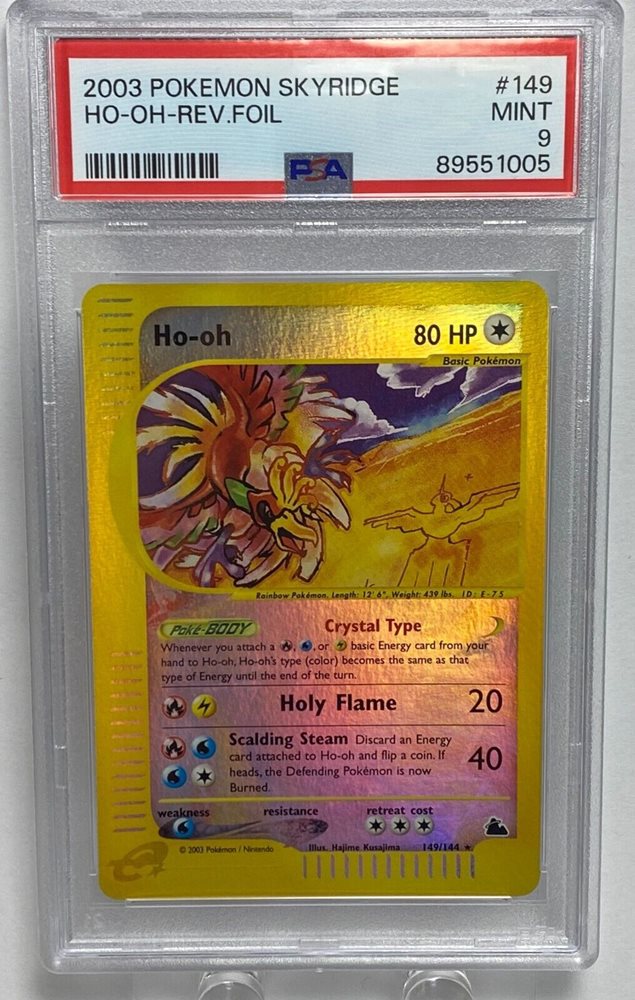 2003 POKEMON SKYRIDGE #149
HO-OH-REV.FOIL MINT
9
PSA 89551005
Ho-oh 80 HP
Basic Pokémon
Rainbow Pokémon. Length: 12' 6", Weight: 439 lbs. ID: E-75
Poké-BODY Crystal Type
Whenever you attach a , , or basic Energy card from your
hand to Ho-oh, Ho-oh's type (color) becomes the same as that
type of Energy until the end of the turn.
Holy Flame 20
Scalding Steam Discard an Energy
card attached to Ho-oh and flip a coin. If
heads, the Defending Pokémon is now
Burned.
40
weakness resistance retreat cost
© 2003 Pokémon / Nintendo Illus. Hajime Kusajima 149/144 ★